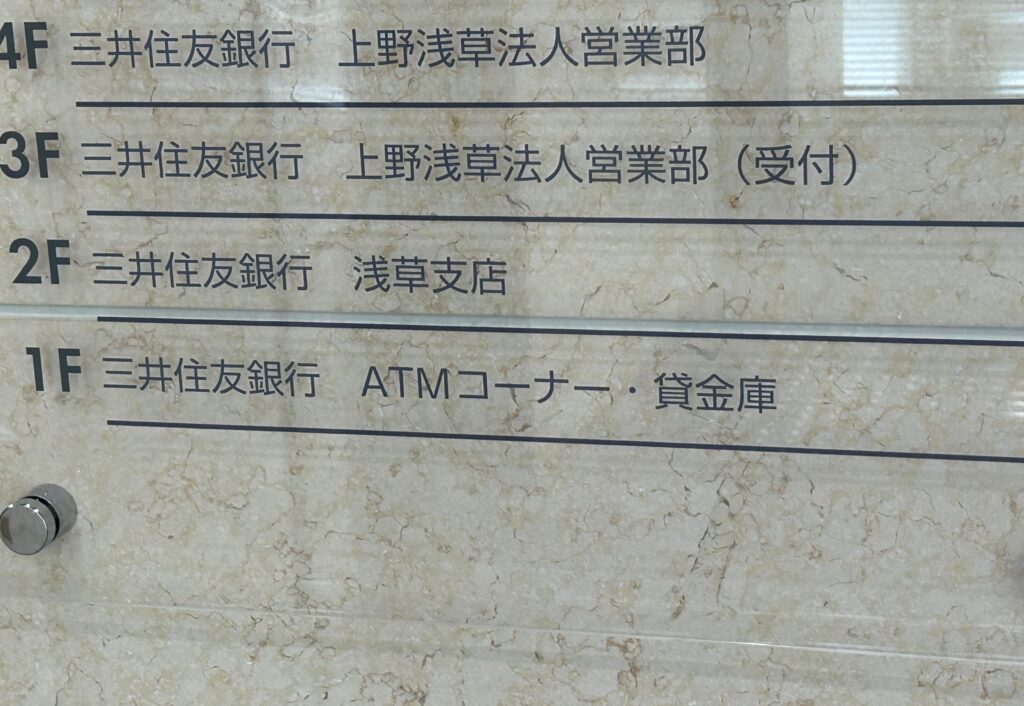 4F 三井住友銀行 上野浅草法人営業部
3F 三井住友銀行 上野浅草法人営業部（受付）
2F 三井住友銀行 浅草支店
1F 三井住友銀行 ATMコーナー・貸金庫